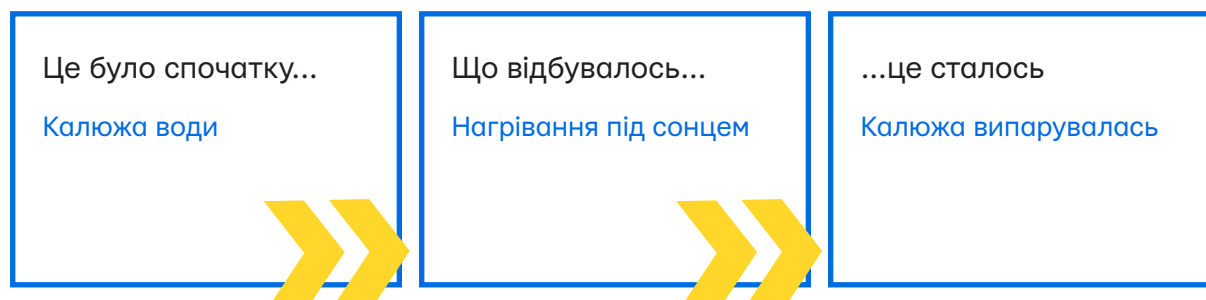 Це було спочатку...
Калюжа води
Що відбувалось...
Нагрівання під сонцем
...це сталось
Калюжа випарувалась